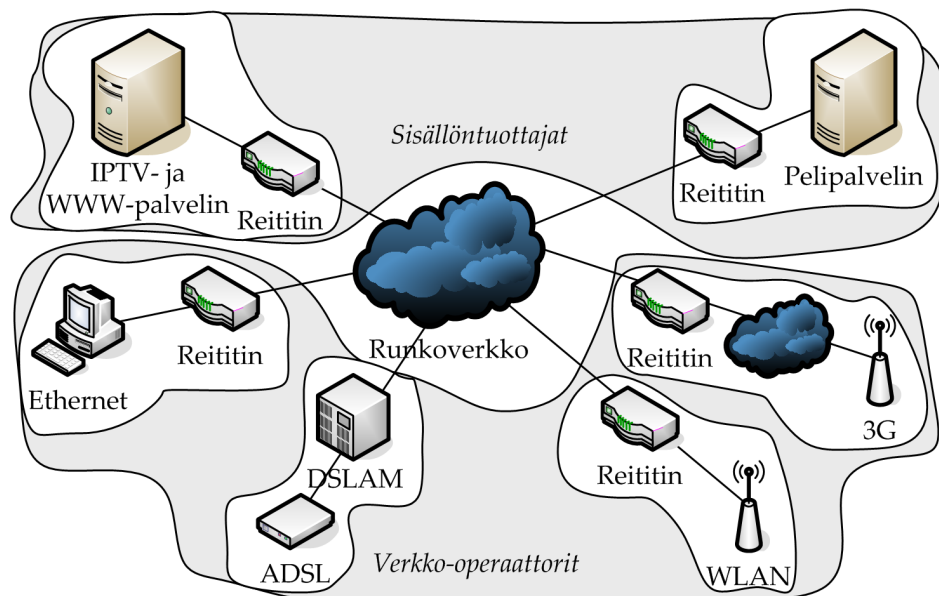 Sisällöntuottajat
IPTV- ja
WWW-palvelin
Reititin
Reititin
Pelipalvelin
Ethernet
Reititin
Runkoverkko
Reititin
3G
DSLAM
ADSL
Reititin
WLAN
Verkko-operaattorit